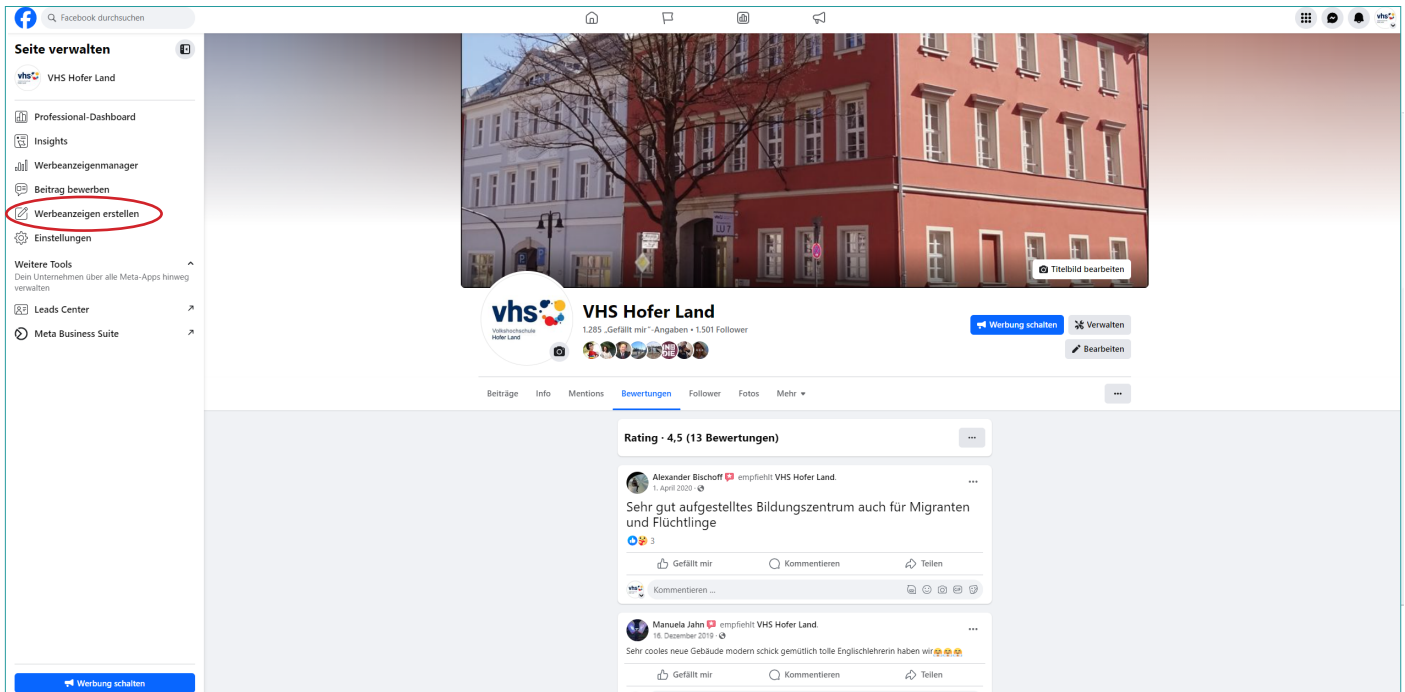 Facebook durchsuchen
vhs
Seite verwalten
vhs VHS Hofer Land
Professional-Dashboard
Insights
Werbeanzeigenmanager
Beitrag bewerben
Werbeanzeigen erstellen
Einstellungen
Weitere Tools
Dein Unternehmen über alle Meta-Apps hinweg
verwalten
Leads Center
Meta Business Suite
Werbung schalten
LU 7
P
Titelbild bearbeiten
vhs
Volkshochschule
Hofer Land
VHS Hofer Land
1.285 „Gefällt mir“-Angaben • 1.501 Follower
Werbung schalten
Verwalten
Bearbeiten
Beiträge Info Mentions Bewertungen Follower Fotos Mehr
Rating · 4,5 (13 Bewertungen)
Alexander Bischoff empfiehlt VHS Hofer Land.
1. April 2020 ·
Sehr gut aufgestelltes Bildungszentrum auch für Migranten
und Flüchtlinge
3
Gefällt mir Kommentieren Teilen
vhs Kommentieren ...
Manuela Jahn empfiehlt VHS Hofer Land.
16. Dezember 2019 ·
Sehr cooles neue Gebäude modern schick gemütlich tolle Englischlehrerin haben wir
Gefällt mir Kommentieren Teilen